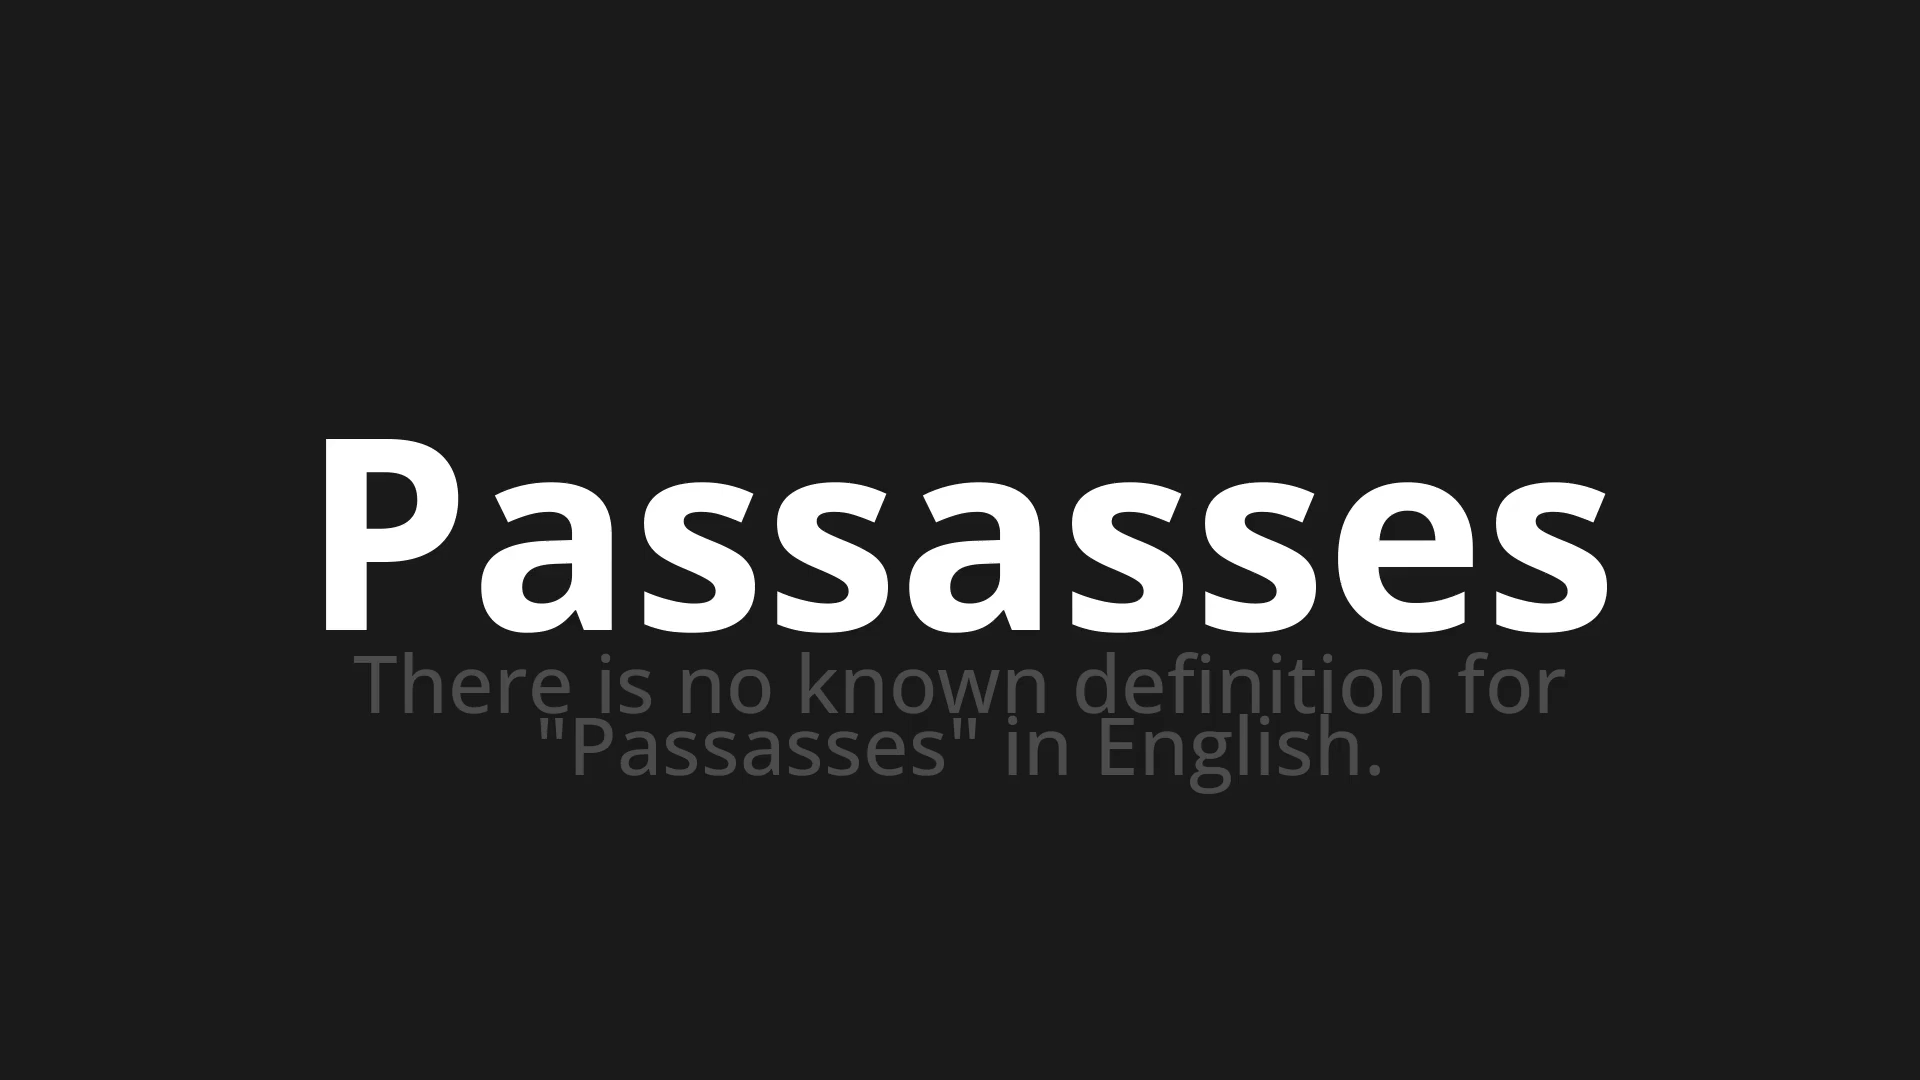 Passasses
There is no known definition for
"Passasses" in English.